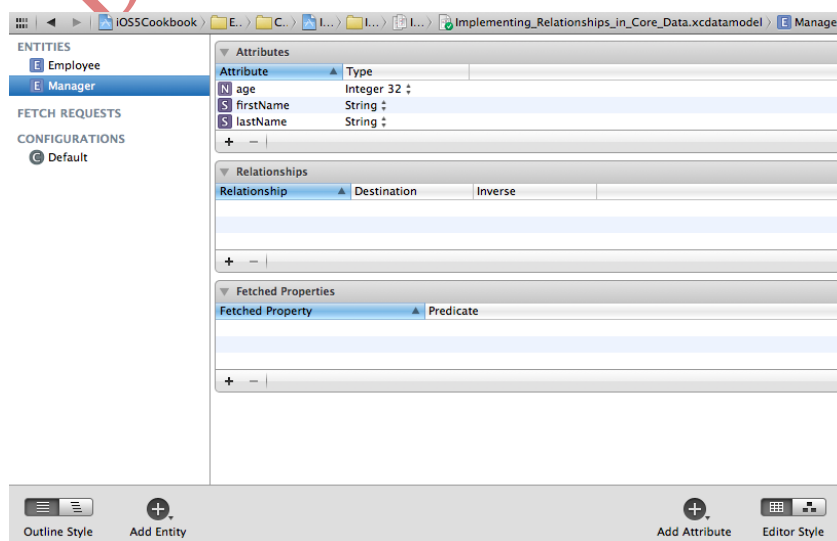 iOS5Cookbook E.. C.. I... I... I... Implementing_Relationships_in_Core_Data.xcdatamodel E Manage
ENTITIES
E Employee
E Manager
FETCH REQUESTS
CONFIGURATIONS
C Default
Attributes
Attribute Type
N age Integer 32
S firstName String
S lastName String
+ −
Relationships
Relationship Destination Inverse
+ −
Fetched Properties
Fetched Property Predicate
+ −
Outline Style Add Entity Add Attribute Editor Style